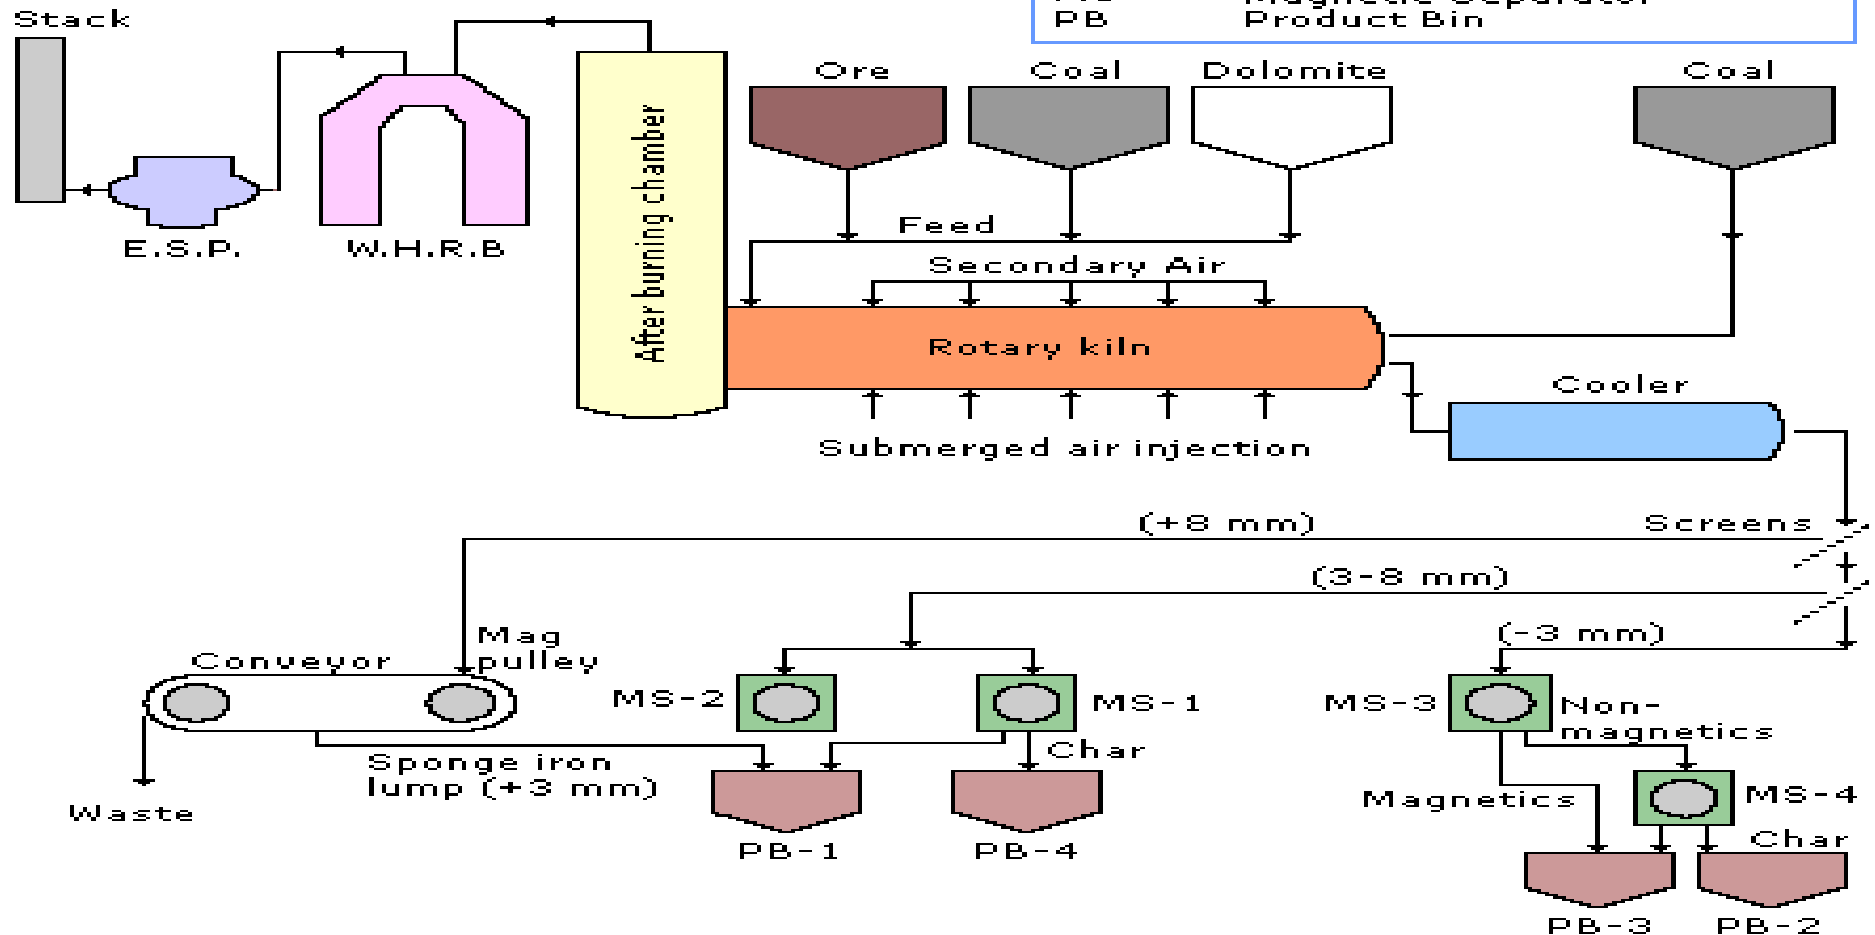 Magnetic Separator
PB Product Bin
Stack
Ore
Coal
Dolomite
Coal
After burning chamber
E.S.P.
W.H.R.B
Feed
Secondary Air
Rotary kiln
Cooler
Submerged air injection
(+8 mm)
Screens
(3-8 mm)
(-3 mm)
Mag
pulley
Conveyor
MS-2
MS-1
MS-3
Non-
magnetics
Char
Sponge iron
lump (+3 mm)
Magnetics
MS-4
Waste
Char
PB-1
PB-4
PB-3
PB-2